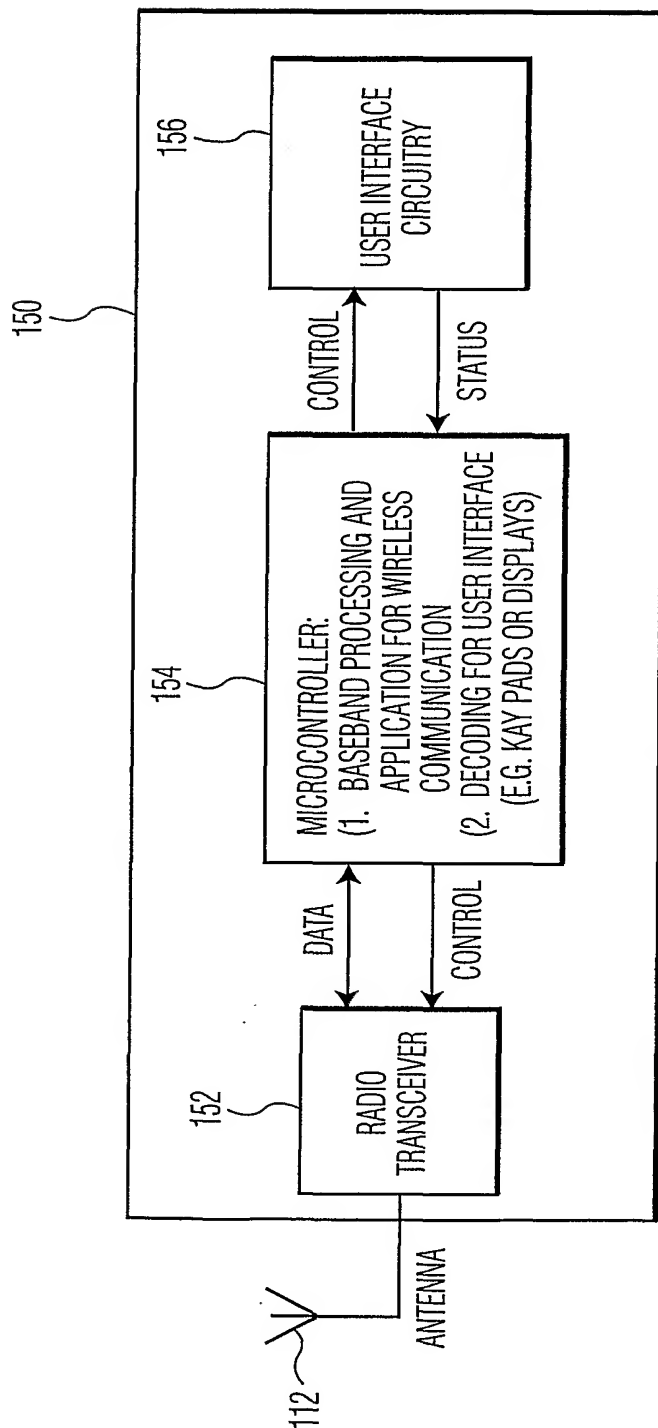 150
152
154
156
112
ANTENNA
RADIO
TRANSCEIVER
DATA
CONTROL
MICROCONTROLLER:
(1. BASEBAND PROCESSING AND
APPLICATION FOR WIRELESS
COMMUNICATION
(2. DECODING FOR USER INTERFACE
(E.G. KAY PADS OR DISPLAYS)
CONTROL
STATUS
USER INTERFACE
CIRCUITRY